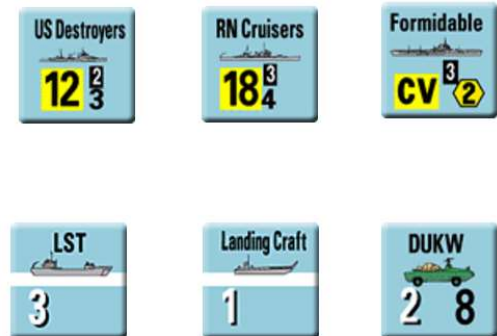 US Destroyers
12 2 3
RN Cruisers
18 3 4
Formidable
CV 3 2
LST
3
Landing Craft
1
DUKW
2 8